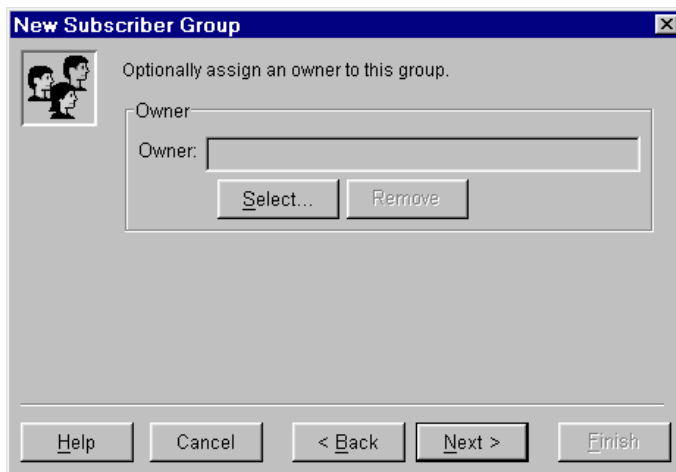 New Subscriber Group
Optionally assign an owner to this group.
Owner
Owner:
Select... Remove
Help Cancel < Back Next > Finish